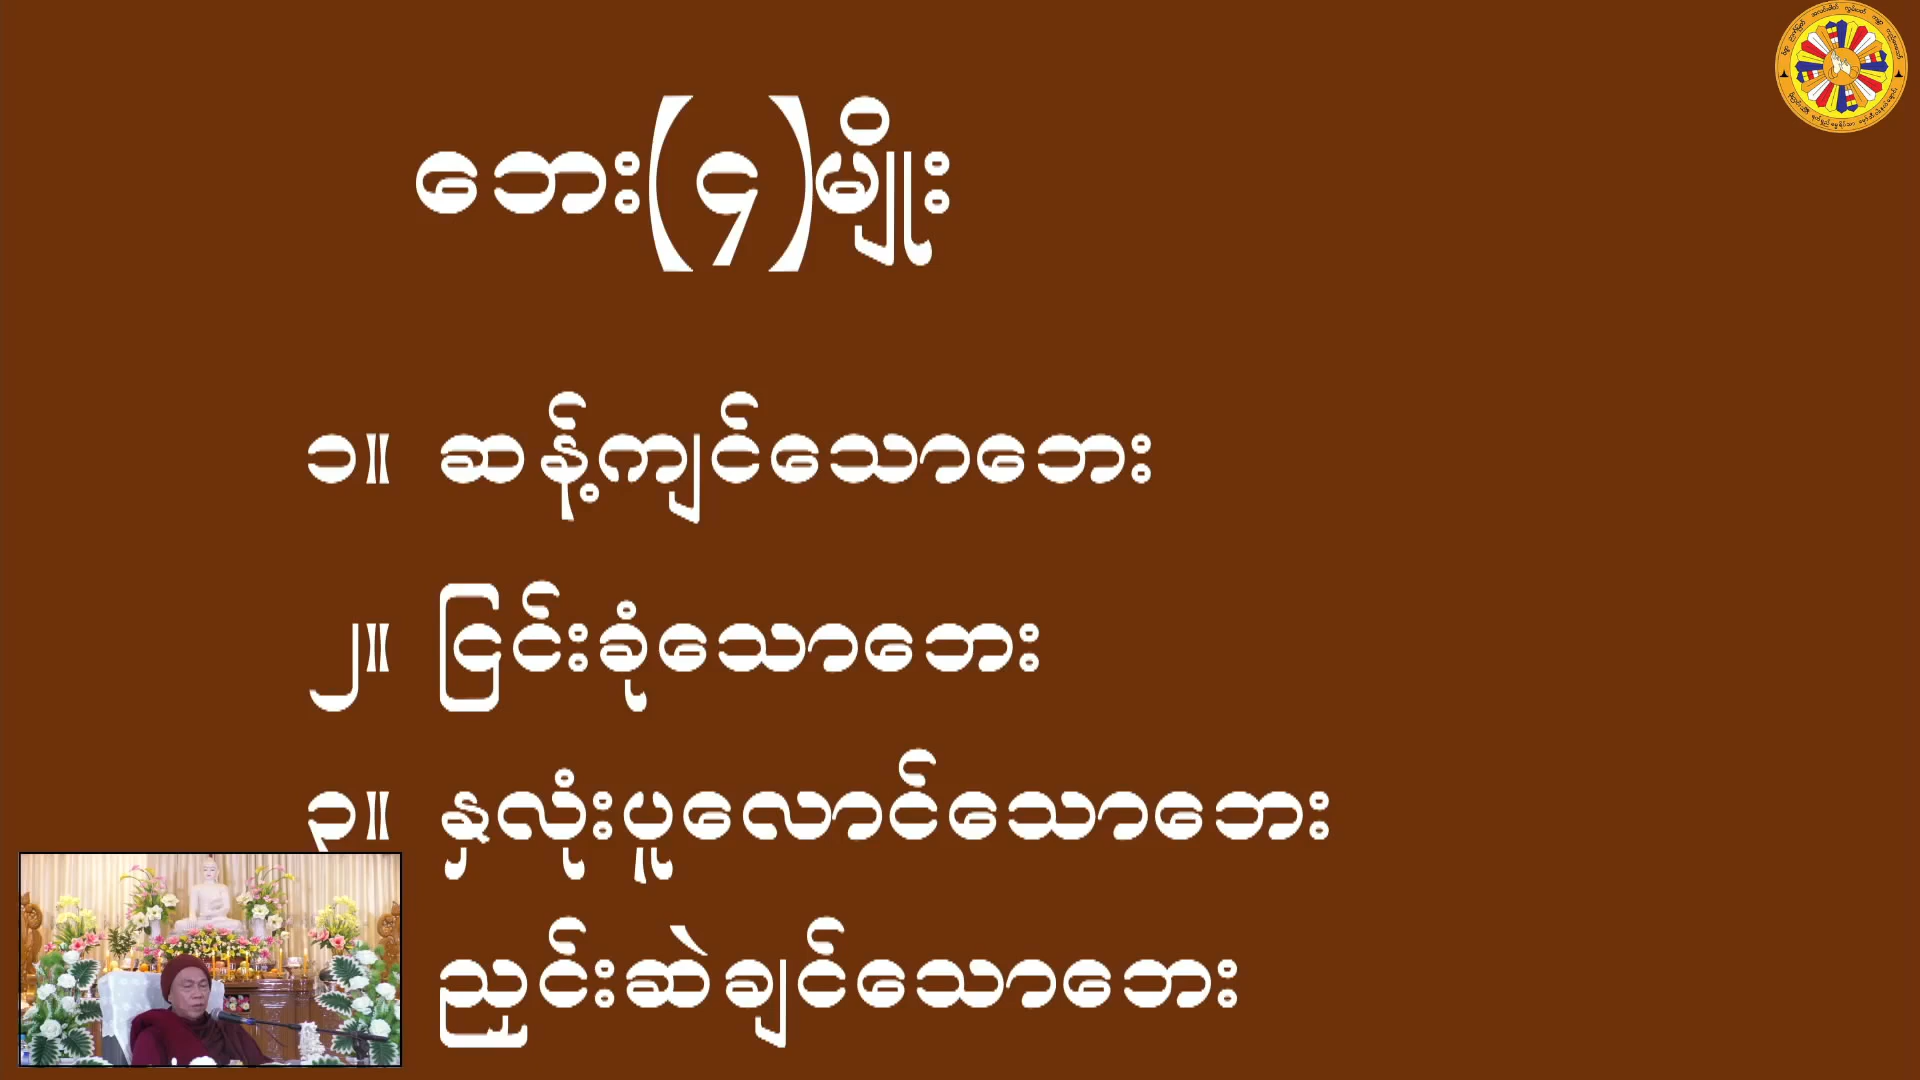 ဘေး(၄)မျိုး
၁။ ဆန့်ကျင်သောဘေး
၂။ ငြင်းခုံသောဘေး
၃။ နှလုံးပူလောင်သောဘေး
ညှင်းဆဲချင်သောဘေး